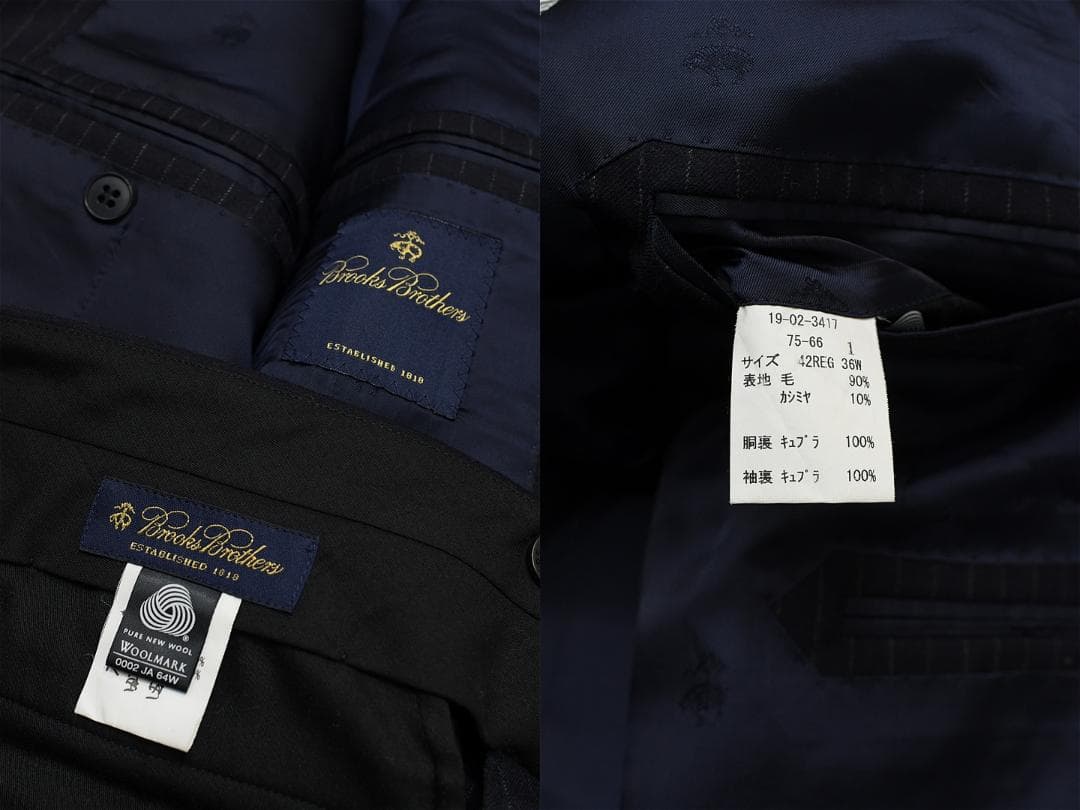 Brooks Brothers
ESTABLISHED 1818
Brooks Brothers
ESTABLISHED 1818
PURE NEW WOOL
WOOLMARK
0002 JA 64W
19-02-3417
75-66 1
サイズ 42REG 36W
表地 毛 90%
カシミヤ 10%
胴裏 キュプラ 100%
袖裏 キュプラ 100%